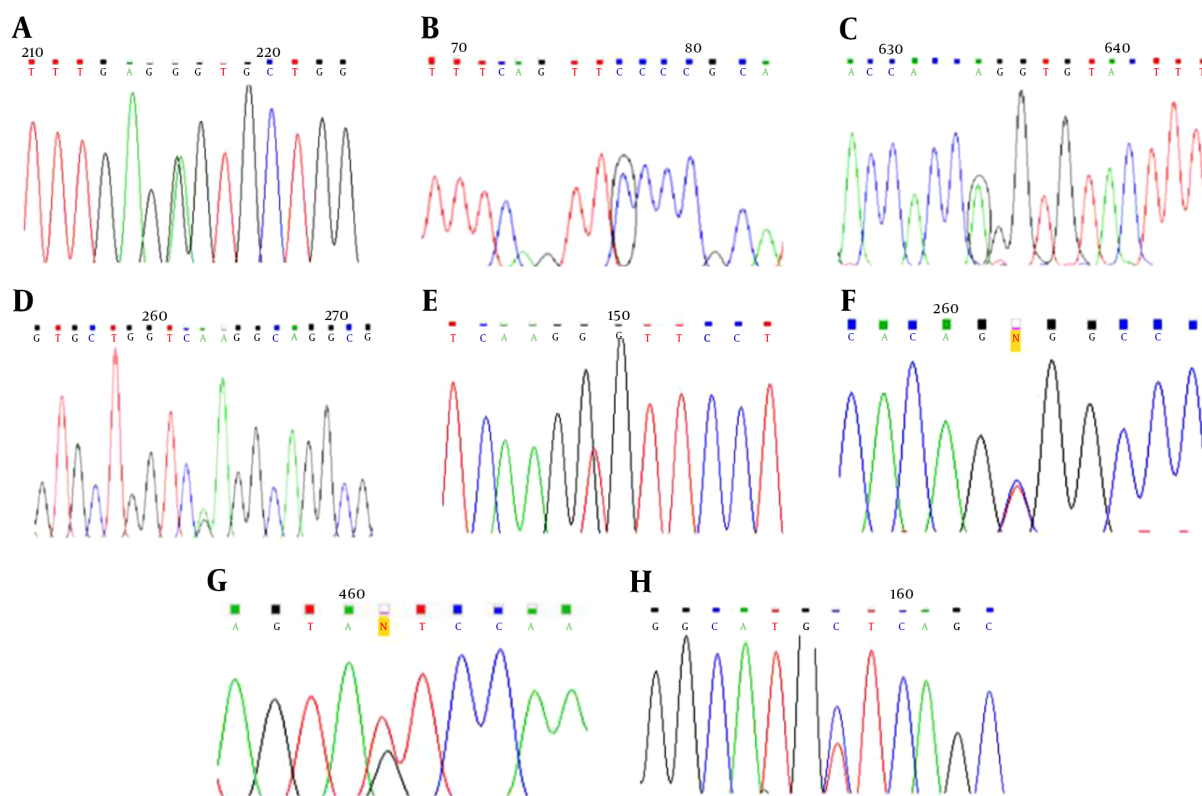 A
210 220
T T T G A G G G T G C T G G
B
70 80
T T T C A G T T C C C C G C A
C
630 640
A C C A A G G T G T A T T T
D
260 270
G T G C T G G T C A A G G C A G G C G
E
150
T C A A G G G T T C C T
F
260
C A C A G N G G C C
G
460
A G T A N T C C A A
H
160
G G C A T G C T C A G C